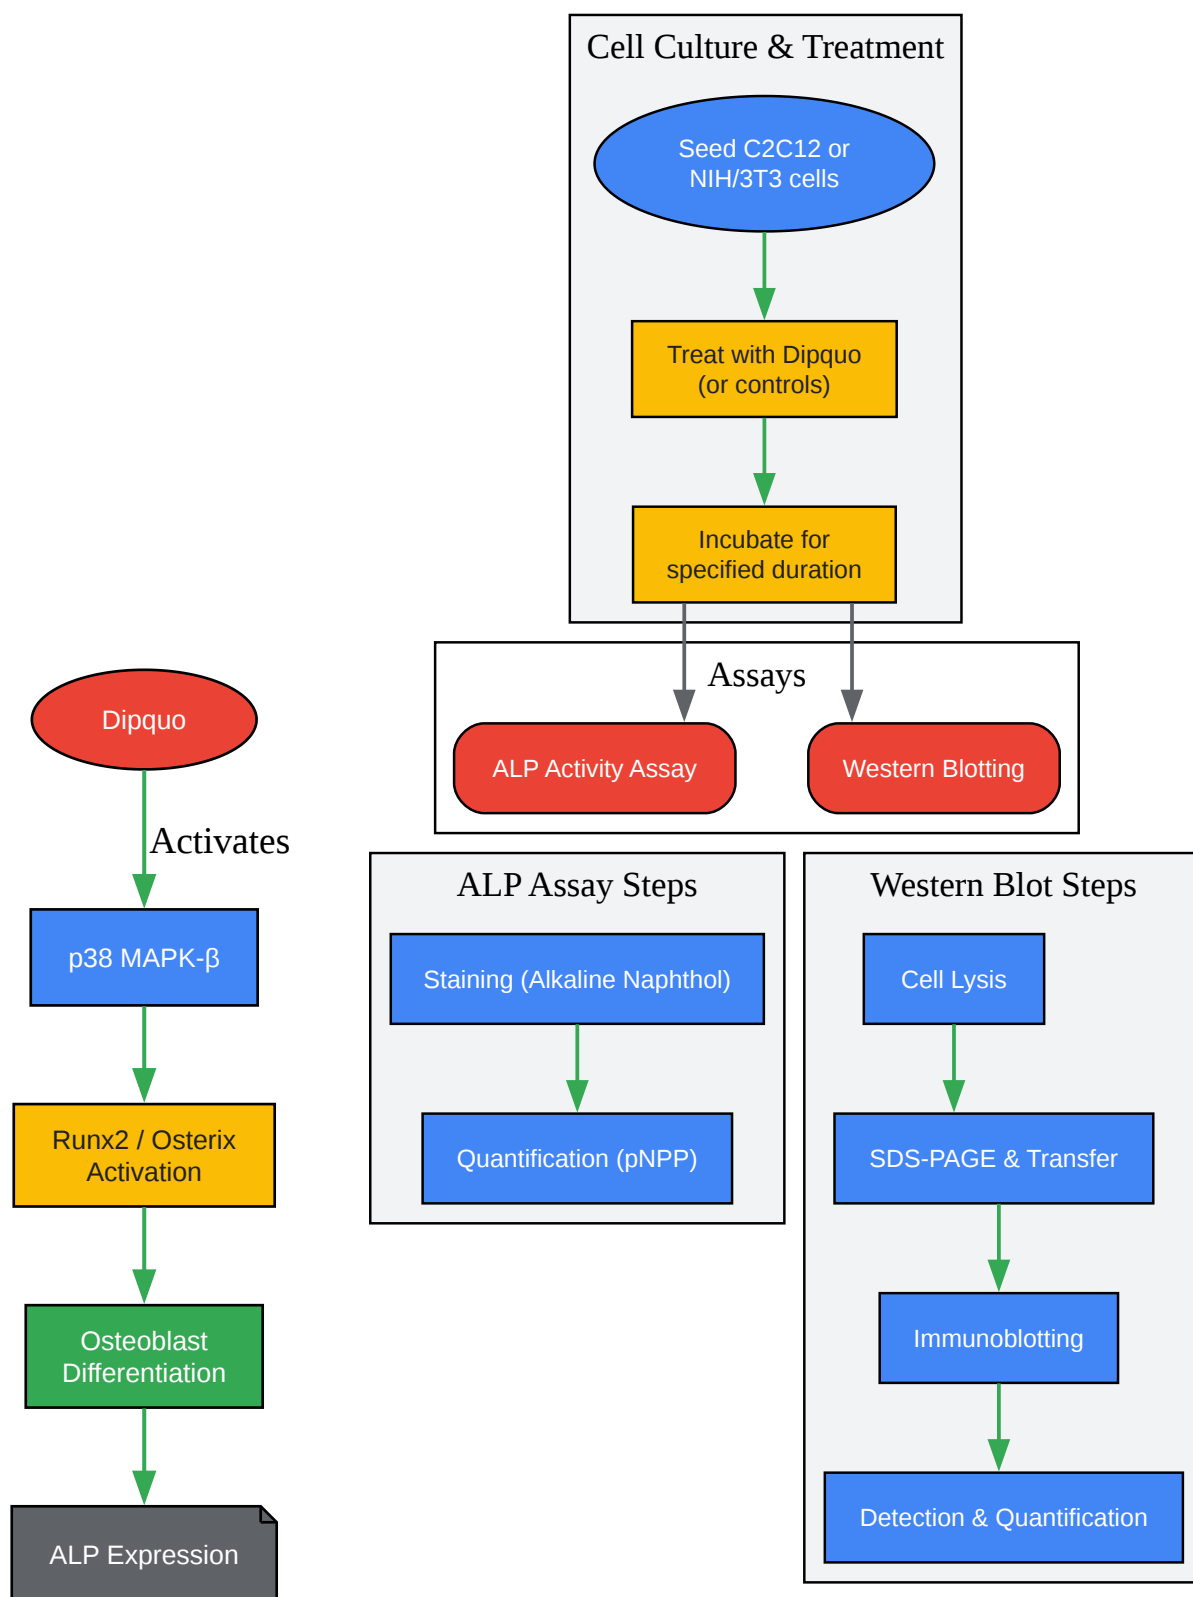 Cell Culture & Treatment
Seed C2C12 or
NIH/3T3 cells
Treat with Dipquo
(or controls)
Incubate for
specified duration
Assays
ALP Activity Assay
Western Blotting
Dipquo
Activates
p38 MAPK-β
Runx2 / Osterix
Activation
Osteoblast
Differentiation
ALP Expression
ALP Assay Steps
Staining (Alkaline Naphthol)
Quantification (pNPP)
Western Blot Steps
Cell Lysis
SDS-PAGE & Transfer
Immunoblotting
Detection & Quantification